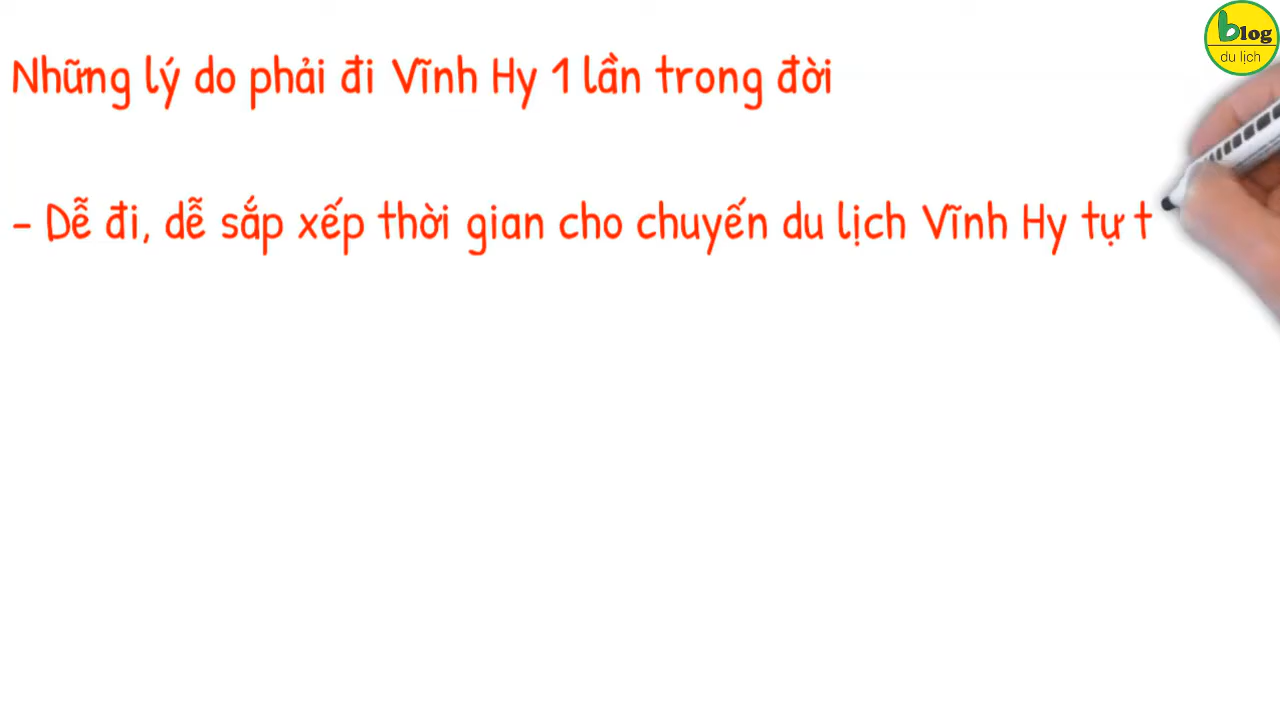 blog
du lịch
Những lý do phải đi Vĩnh Hy 1 lần trong đời
- Dễ đi, dễ sắp xếp thời gian cho chuyến du lịch Vĩnh Hy tự t